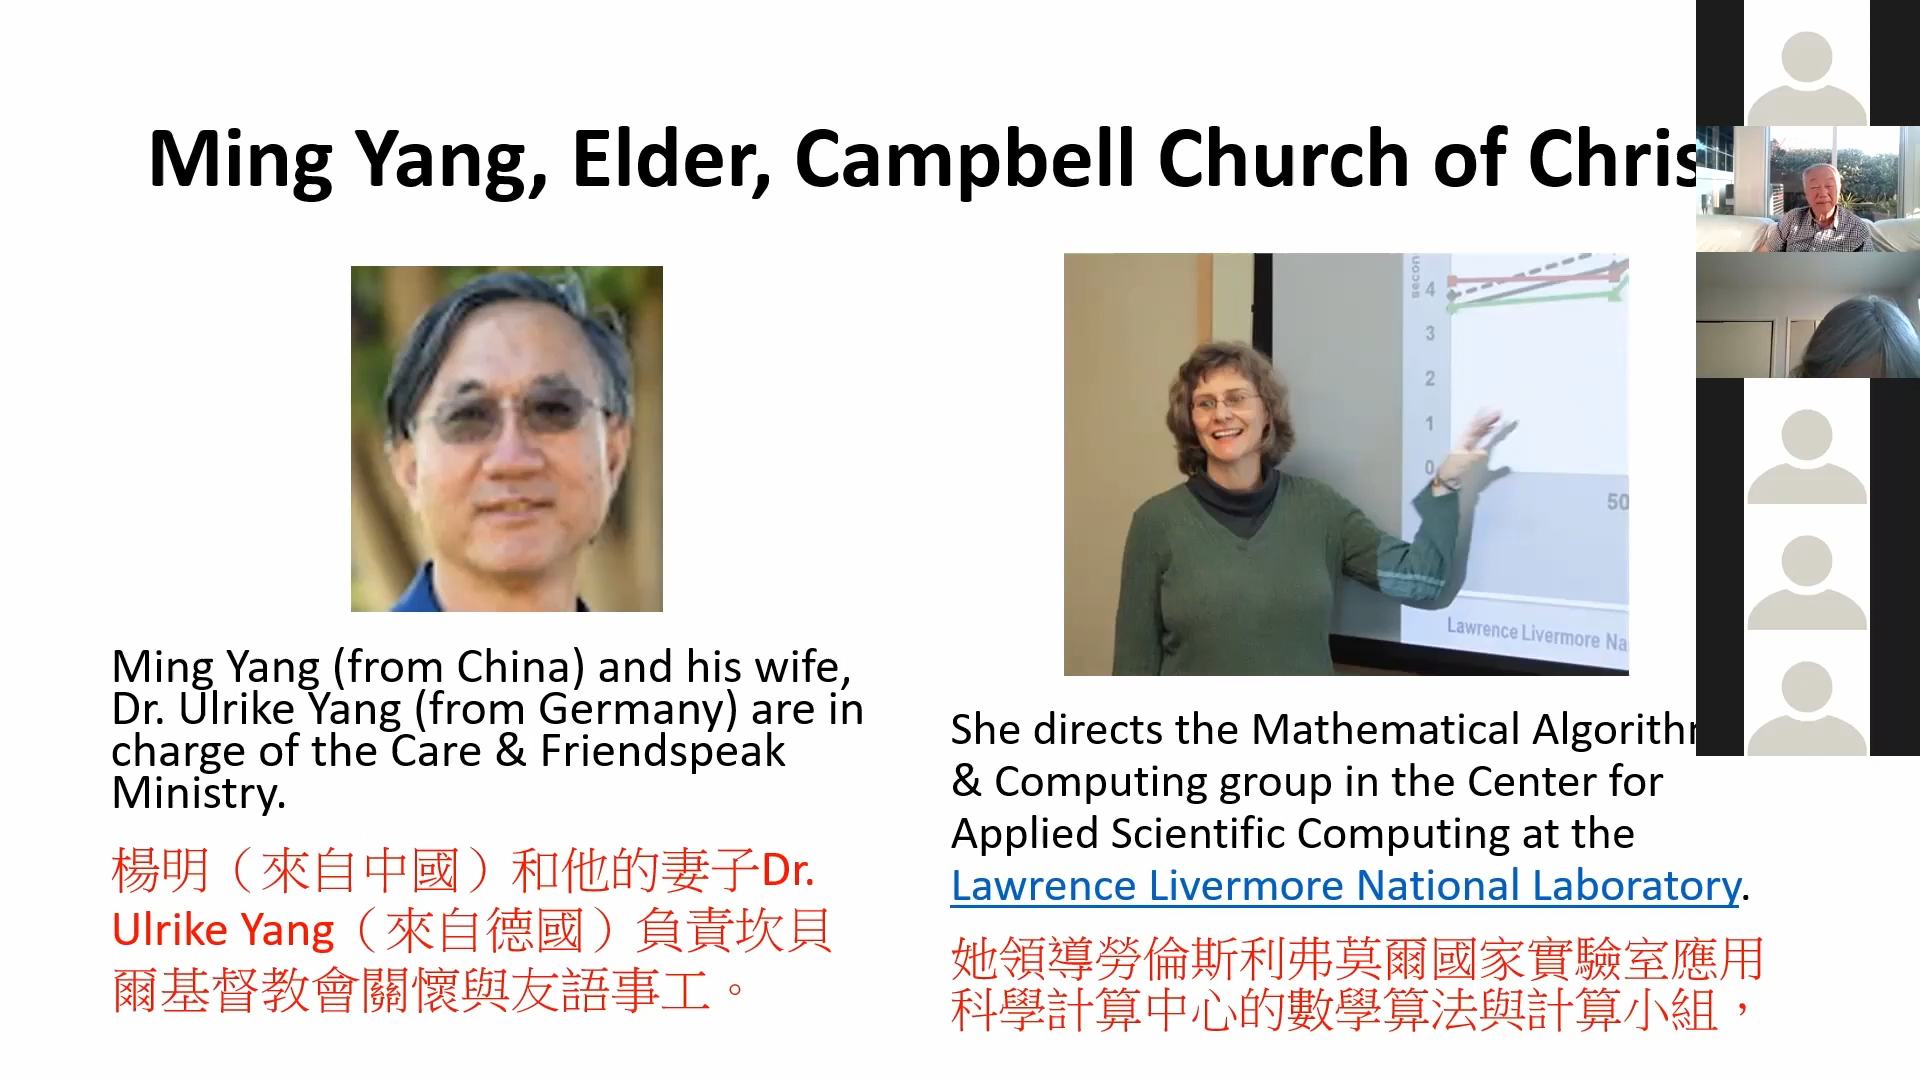 Ming Yang, Elder, Campbell Church of Chris
secon
4
3
2
1
0
50
Lawrence Livermore Na
Ming Yang (from China) and his wife,
Dr. Ulrike Yang (from Germany) are in
charge of the Care & Friendspeak
Ministry.
楊明（來自中國）和他的妻子Dr.
Ulrike Yang（來自德國）負責坎貝
爾基督教會關懷與友語事工。
She directs the Mathematical Algorith
& Computing group in the Center for
Applied Scientific Computing at the
Lawrence Livermore National Laboratory.
她領導勞倫斯利弗莫爾國家實驗室應用
科學計算中心的數學算法與計算小組，